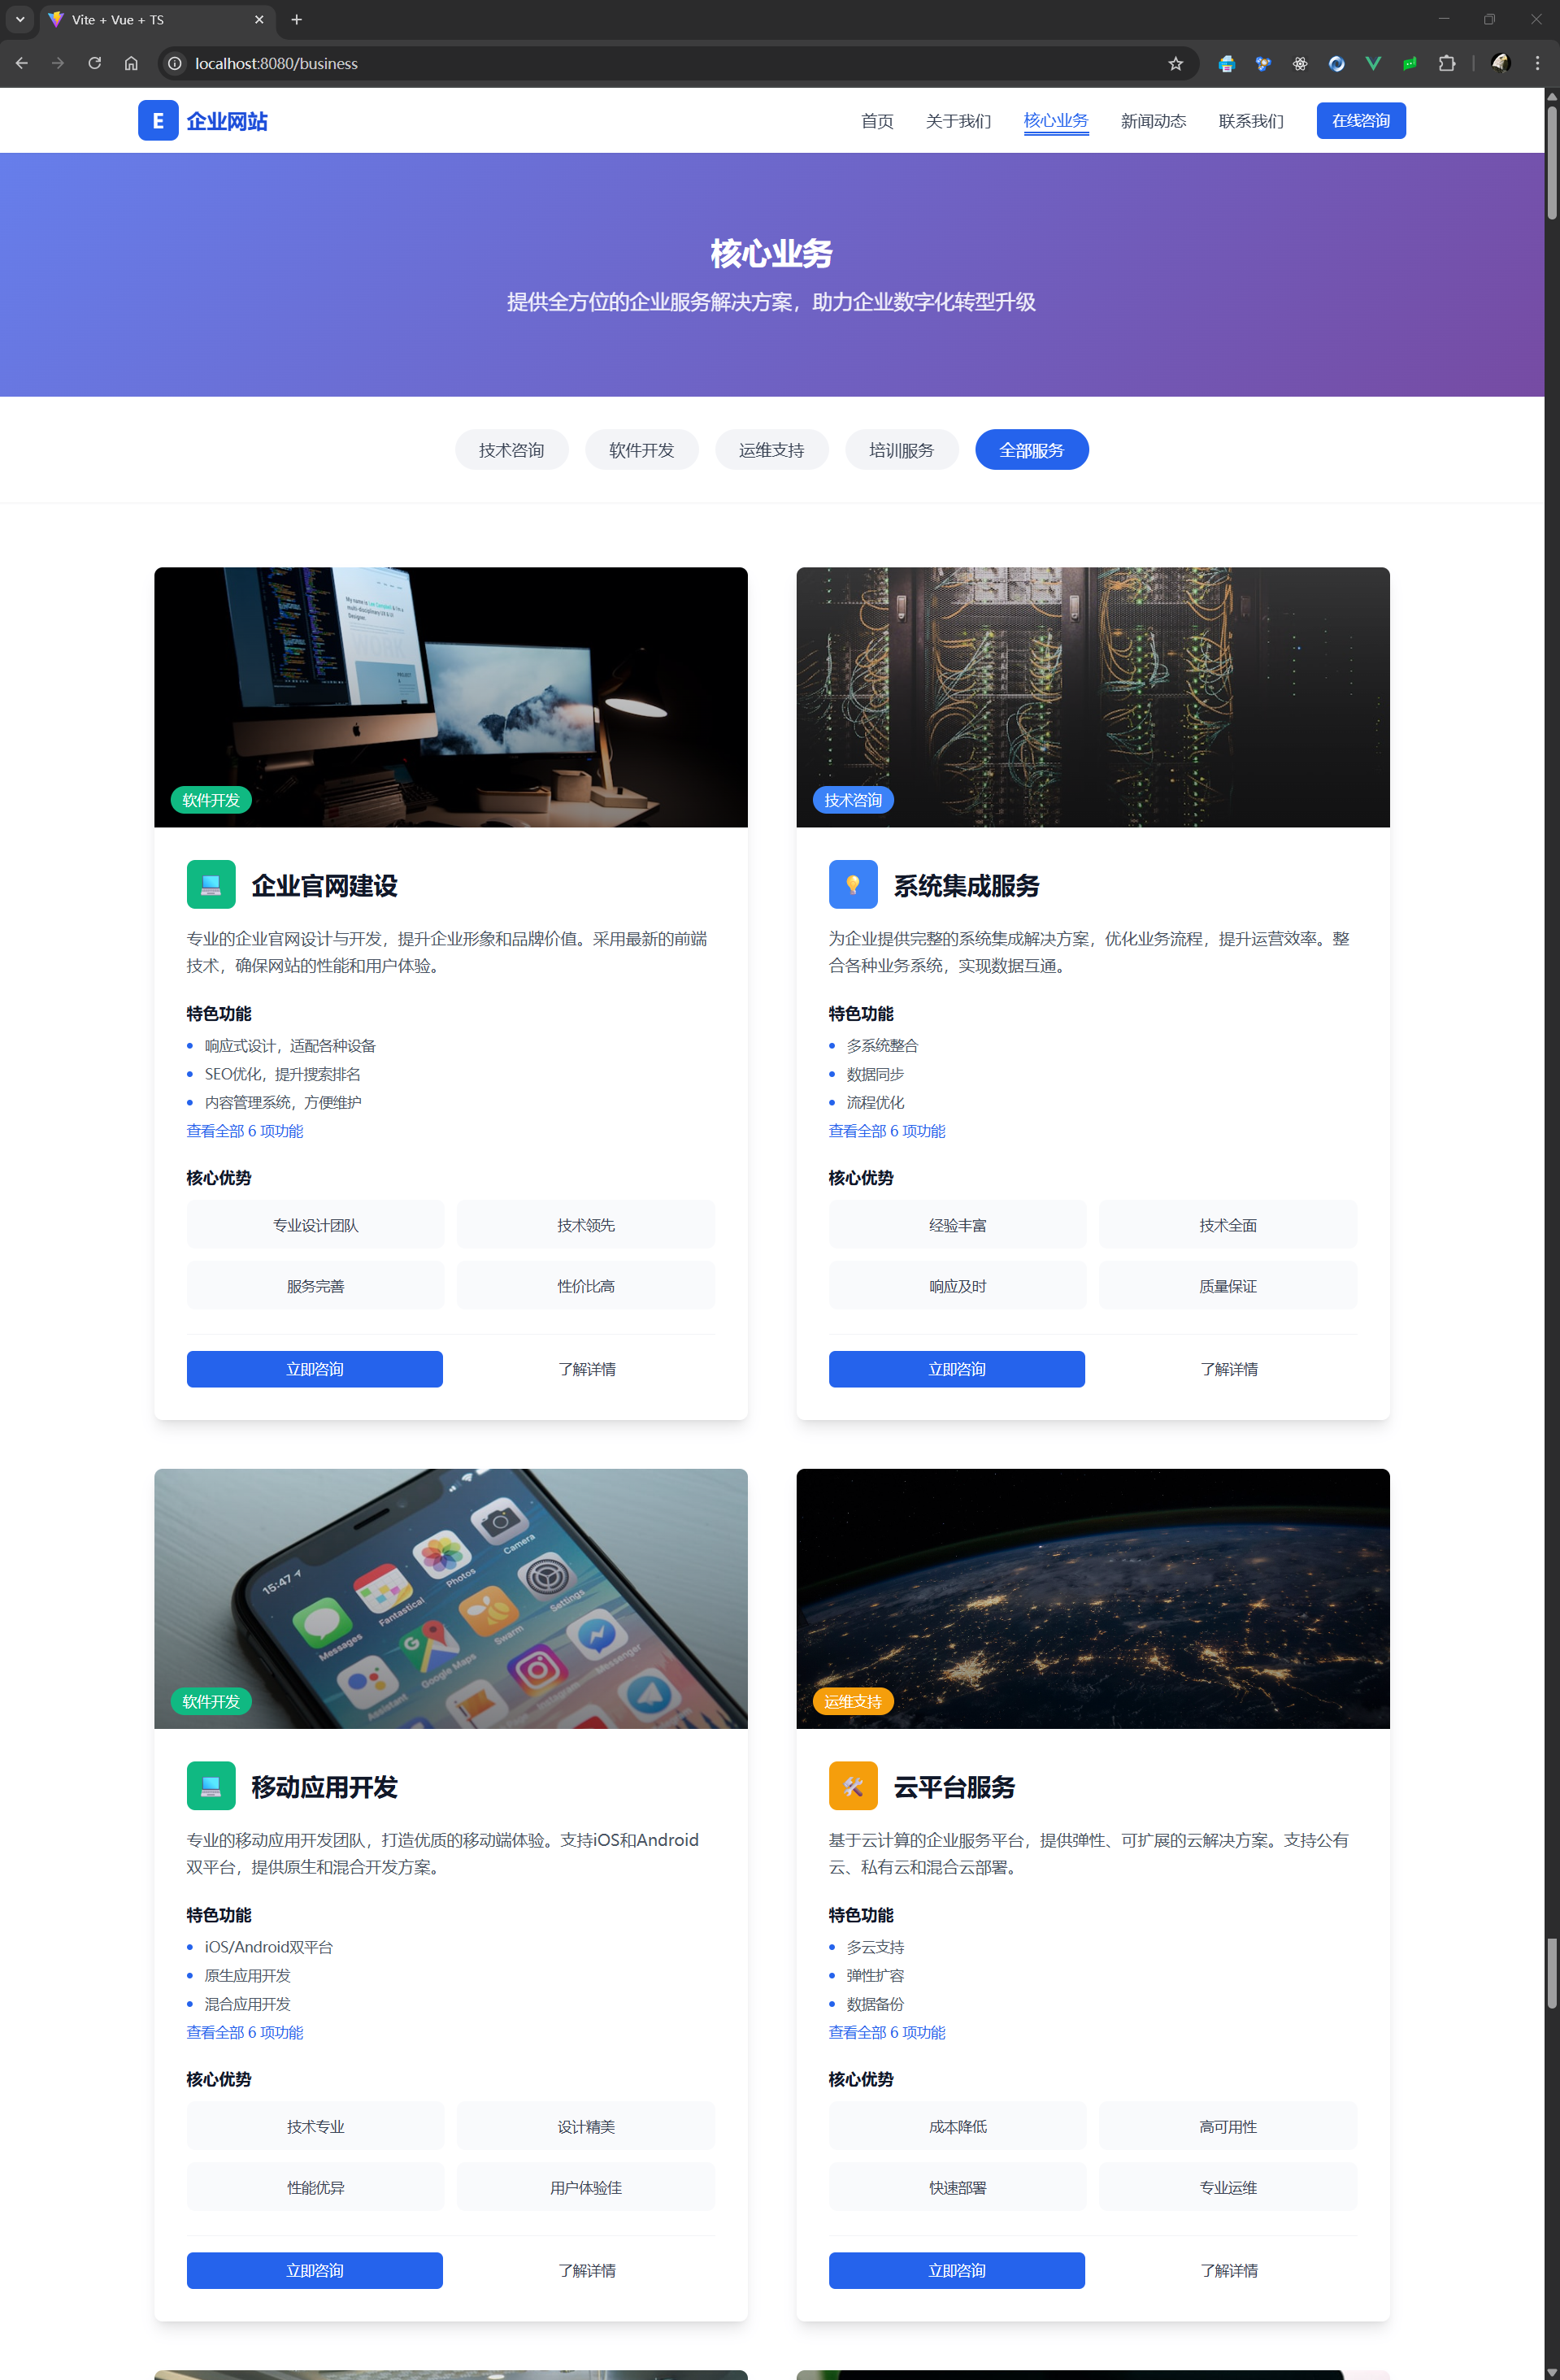 Vite + Vue + TS
localhost:8080/business
E 企业网站
首页 关于我们 核心业务 新闻动态 联系我们 在线咨询
核心业务
提供全方位的企业服务解决方案，助力企业数字化转型升级
技术咨询 软件开发 运维支持 培训服务 全部服务
WORK
软件开发
企业官网建设
专业的企业官网设计与开发，提升企业形象和品牌价值。采用最新的前端
技术，确保网站的性能和用户体验。
特色功能
响应式设计，适配各种设备
SEO优化，提升搜索排名
内容管理系统，方便维护
查看全部 6 项功能
核心优势
专业设计团队 技术领先
服务完善 性价比高
立即咨询 了解详情
技术咨询
系统集成服务
为企业提供完整的系统集成解决方案，优化业务流程，提升运营效率。整
合各种业务系统，实现数据互通。
特色功能
多系统整合
数据同步
流程优化
查看全部 6 项功能
核心优势
经验丰富 技术全面
响应及时 质量保证
立即咨询 了解详情
15:47
Camera
Photos
Fantastical
Messages
Settings
Swarm
Google Maps
Assistant
Messenger
Instagram
软件开发
移动应用开发
专业的移动应用开发团队，打造优质的移动端体验。支持iOS和Android
双平台，提供原生和混合开发方案。
特色功能
iOS/Android双平台
原生应用开发
混合应用开发
查看全部 6 项功能
核心优势
技术专业 设计精美
性能优异 用户体验佳
立即咨询 了解详情
运维支持
云平台服务
基于云计算的企业服务平台，提供弹性、可扩展的云解决方案。支持公有
云、私有云和混合云部署。
特色功能
多云支持
弹性扩容
数据备份
查看全部 6 项功能
核心优势
成本降低 高可用性
快速部署 专业运维
立即咨询 了解详情